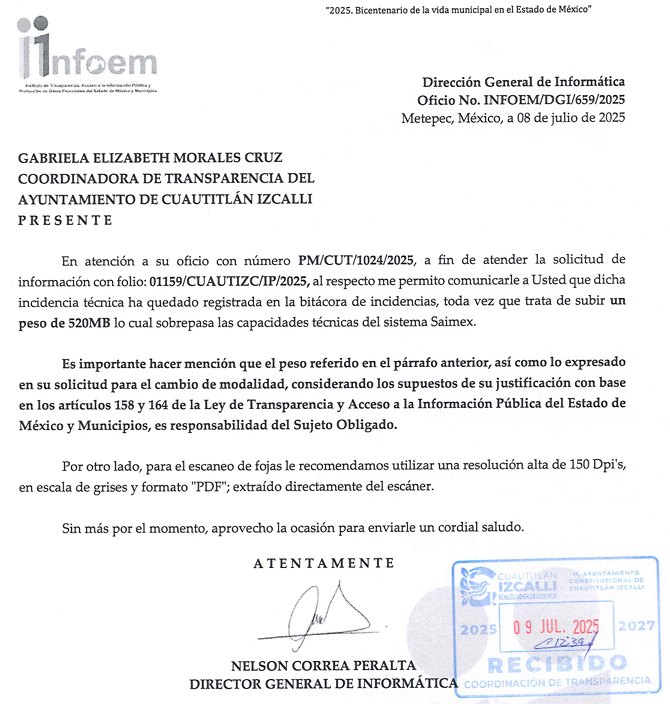 "2025. Bicentenario de la vida municipal en el Estado de México"
infoem
Instituto de Transparencia, Acceso a la Información Pública y
Protección de Datos Personales del Estado de México y Municipios
Dirección General de Informática
Oficio No. INFOEM/DGI/659/2025
Metepec, México, a 08 de julio de 2025
GABRIELA ELIZABETH MORALES CRUZ
COORDINADORA DE TRANSPARENCIA DEL
AYUNTAMIENTO DE CUAUTITLÁN IZCALLI
P R E S E N T E
En atención a su oficio con número PM/CUT/1024/2025, a fin de atender la solicitud de
información con folio: 01159/CUAUTIZC/IP/2025, al respecto me permito comunicarle a Usted que dicha
incidencia técnica ha quedado registrada en la bitácora de incidencias, toda vez que trata de subir un
peso de 520MB lo cual sobrepasa las capacidades técnicas del sistema Saimex.
Es importante hacer mención que el peso referido en el párrafo anterior, así como lo expresado
en su solicitud para el cambio de modalidad, considerando los supuestos de su justificación con base
en los artículos 158 y 164 de la Ley de Transparencia y Acceso a la Información Pública del Estado de
México y Municipios, es responsabilidad del Sujeto Obligado.
Por otro lado, para el escaneo de fojas le recomendamos utilizar una resolución alta de 150 Dpi's,
en escala de grises y formato "PDF"; extraído directamente del escáner.
Sin más por el momento, aprovecho la ocasión para enviarle un cordial saludo.
A T E N T A M E N T E
NELSON CORREA PERALTA
DIRECTOR GENERAL DE INFORMÁTICA
CUAUTITLÁN
IZCALLI
H. AYUNTAMIENTO
CONSTITUCIONAL DE
CUAUTITLÁN IZCALLI
2025 09 JUL. 2025 2027
12:39
RECIBIDO
COORDINACIÓN DE TRANSPARENCIA